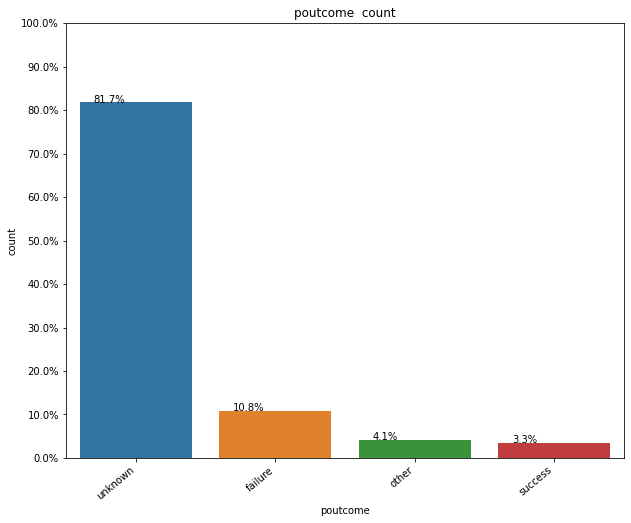 poutcome  count
100.0%
90.0%
80.0%
70.0%
60.0%
50.0%
40.0%
30.0%
20.0%
10.0%
0.0%
count
81.7%
10.8%
4.1%
3.3%
unknown
failure
other
success
poutcome